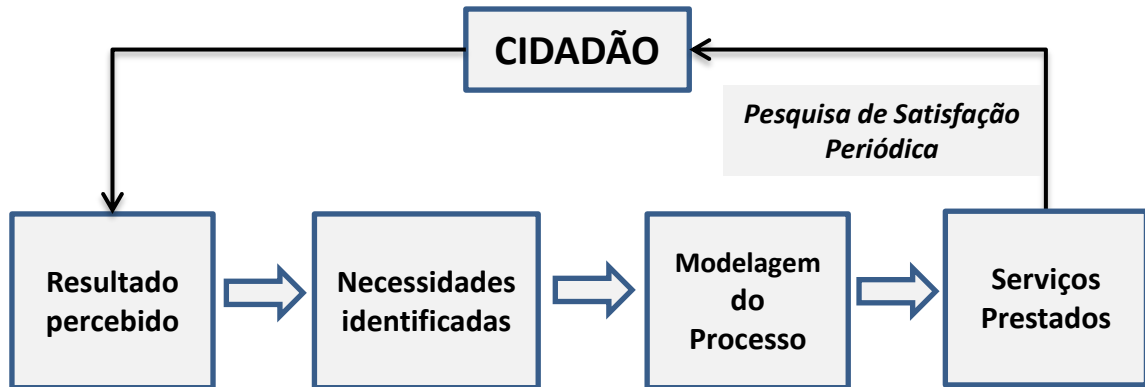 CIDADÃO
Pesquisa de Satisfação
Periódica
Resultado
percebido
Necessidades
identificadas
Modelagem
do
Processo
Serviços
Prestados